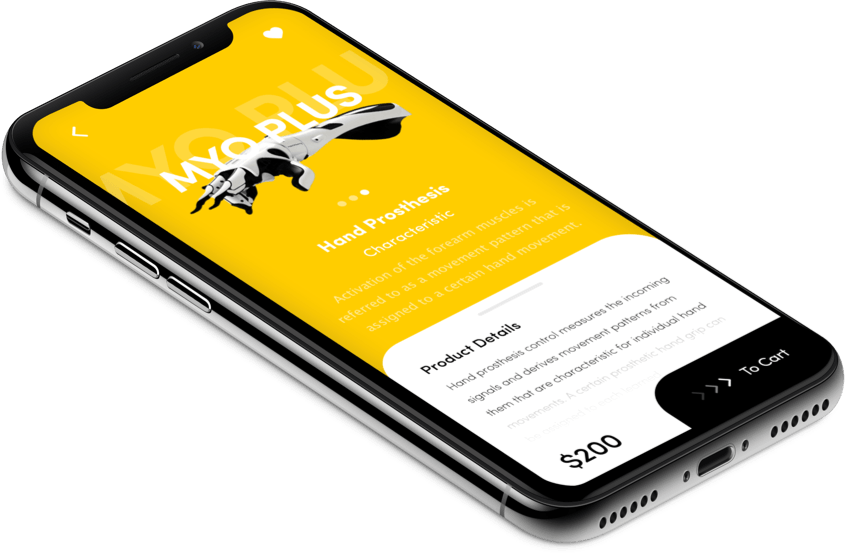 MYO PLUS
MYO PLU
Hand Prosthesis
Characteristic
Activation of the forearm muscles is
referred to as a movement pattern that is
assigned to a certain hand movement.
Product Details
Hand prosthesis control measures the incoming
signals and derives movement patterns from
them that are characteristic for individual hand
movements. A certain prosthetic hand grip can
$200
To Cart